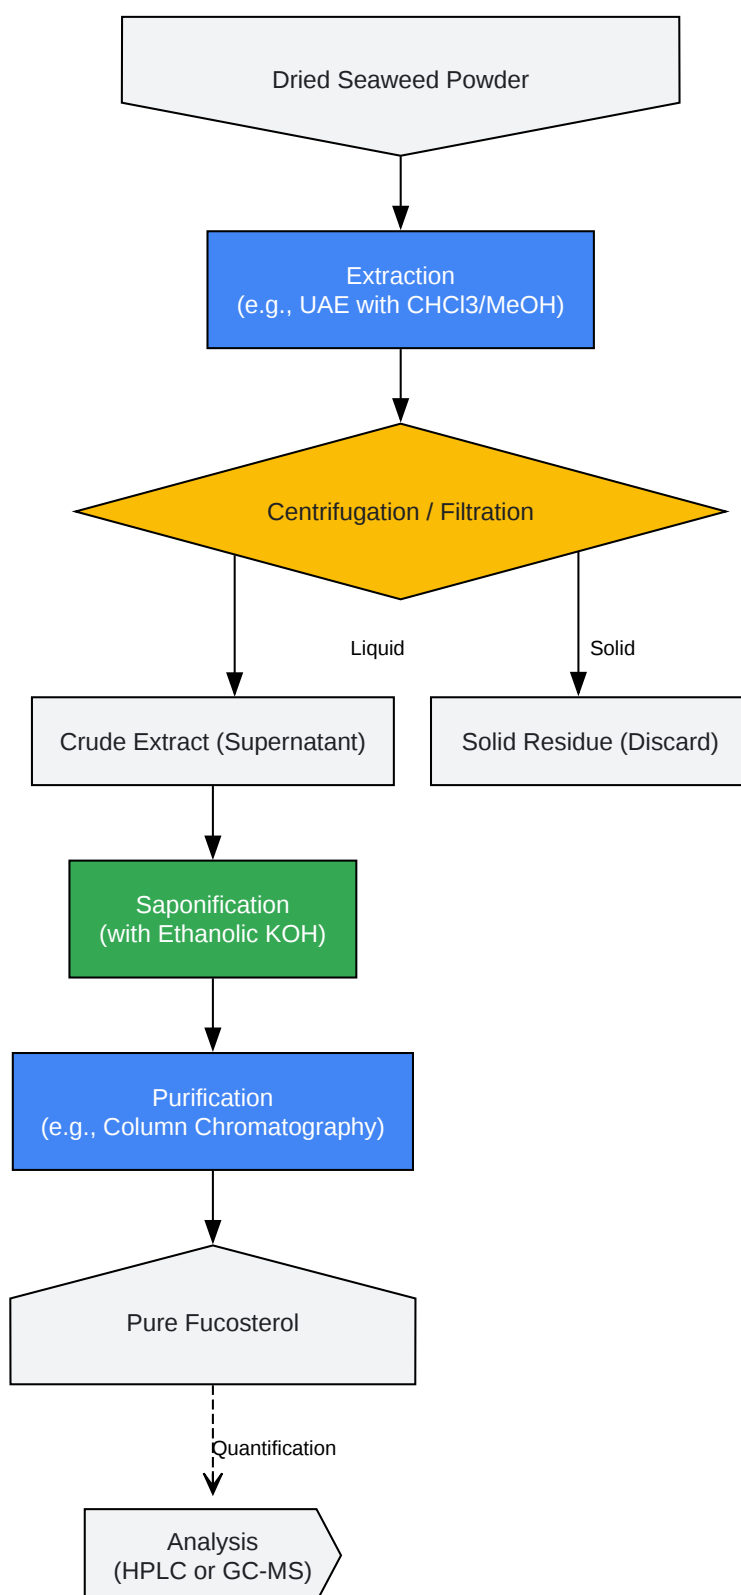 Dried Seaweed Powder
Extraction
(e.g., UAE with CHCl3/MeOH)
Centrifugation / Filtration
Liquid
Solid
Crude Extract (Supernatant)
Solid Residue (Discard)
Saponification
(with Ethanolic KOH)
Purification
(e.g., Column Chromatography)
Pure Fucosterol
Quantification
Analysis
(HPLC or GC-MS)